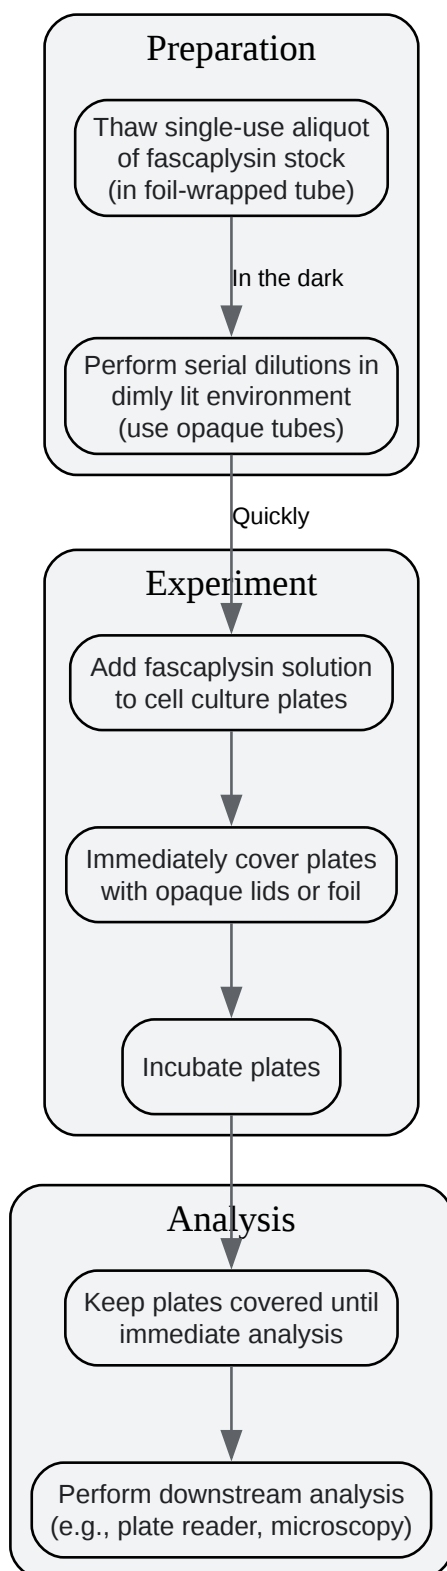 Preparation
Thaw single-use aliquot
of fascaplysin stock
(in foil-wrapped tube)
In the dark
Perform serial dilutions in
dimly lit environment
(use opaque tubes)
Quickly
Experiment
Add fascaplysin solution
to cell culture plates
Immediately cover plates
with opaque lids or foil
Incubate plates
Analysis
Keep plates covered until
immediate analysis
Perform downstream analysis
(e.g., plate reader, microscopy)